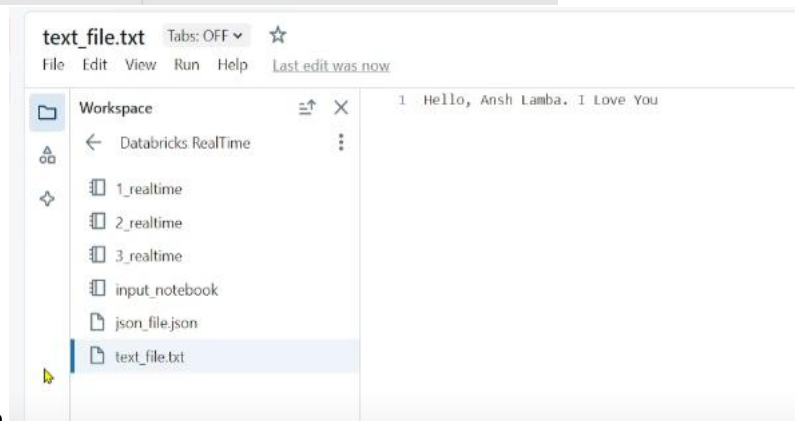 text_file.txt Tabs: OFF
File Edit View Run Help Last edit was now
Workspace
Databricks RealTime
1_realtime
2_realtime
3_realtime
input_notebook
json_file.json
text_file.txt
1 Hello, Ansh Lamba. I Love You